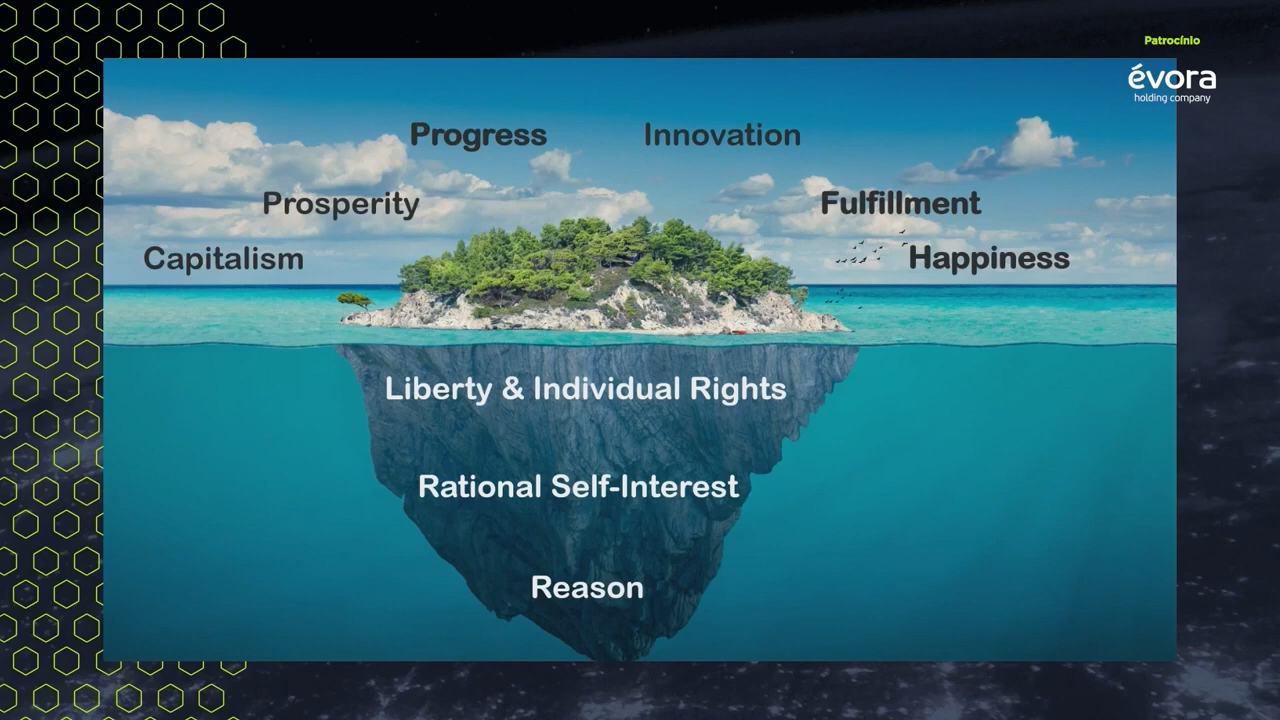 Patrocínio
évora
holding company
Progress
Innovation
Prosperity
Fulfillment
Capitalism
Happiness
Liberty & Individual Rights
Rational Self-Interest
Reason